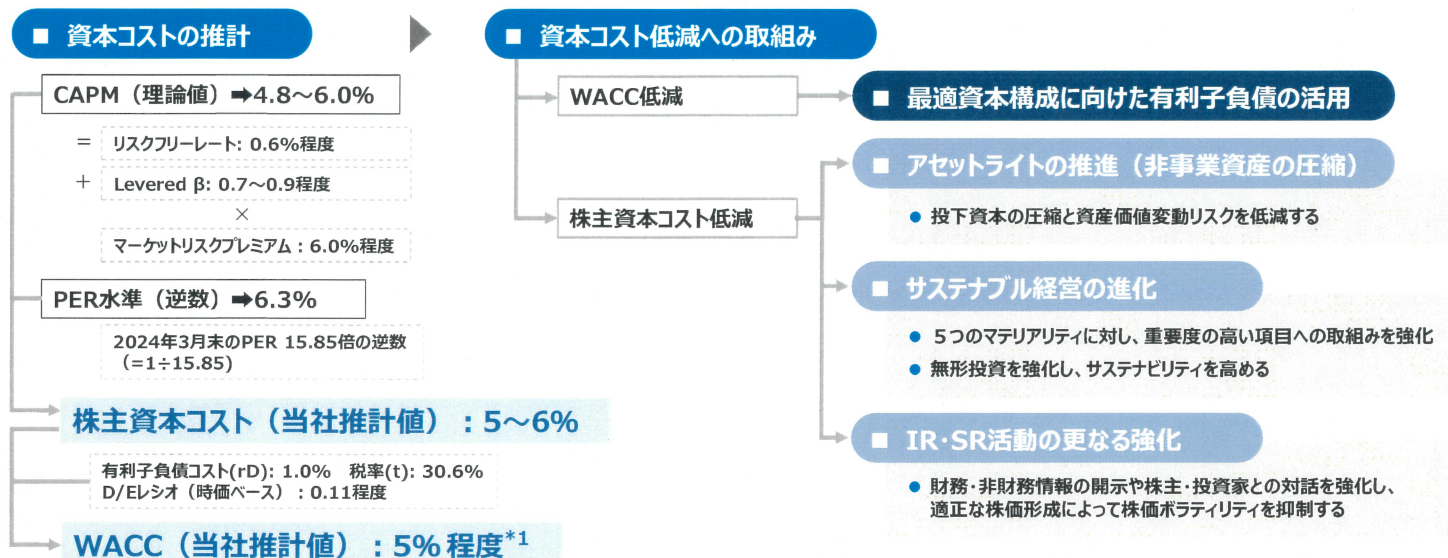 ■ 資本コストの推計
CAPM（理論値）➡4.8～6.0%
＝ リスクフリーレート: 0.6%程度
＋ Levered β: 0.7～0.9程度
×
マーケットリスクプレミアム：6.0%程度
PER水準（逆数）➡6.3%
2024年3月末のPER 15.85倍の逆数
（=1÷15.85）
株主資本コスト（当社推計値）：5～6%
有利子負債コスト(rD): 1.0% 税率(t): 30.6%
D/Eレシオ（時価ベース）：0.11程度
WACC（当社推計値）：5% 程度*1
■ 資本コスト低減への取組み
WACC低減
■ 最適資本構成に向けた有利子負債の活用
株主資本コスト低減
■ アセットライトの推進（非事業資産の圧縮）
● 投下資本の圧縮と資産価値変動リスクを低減する
■ サステナブル経営の進化
● ５つのマテリアリティに対し、重要度の高い項目への取組みを強化
● 無形投資を強化し、サステナビリティを高める
■ IR・SR活動の更なる強化
● 財務・非財務情報の開示や株主・投資家との対話を強化し、
適正な株価形成によって株価ボラティリティを抑制する